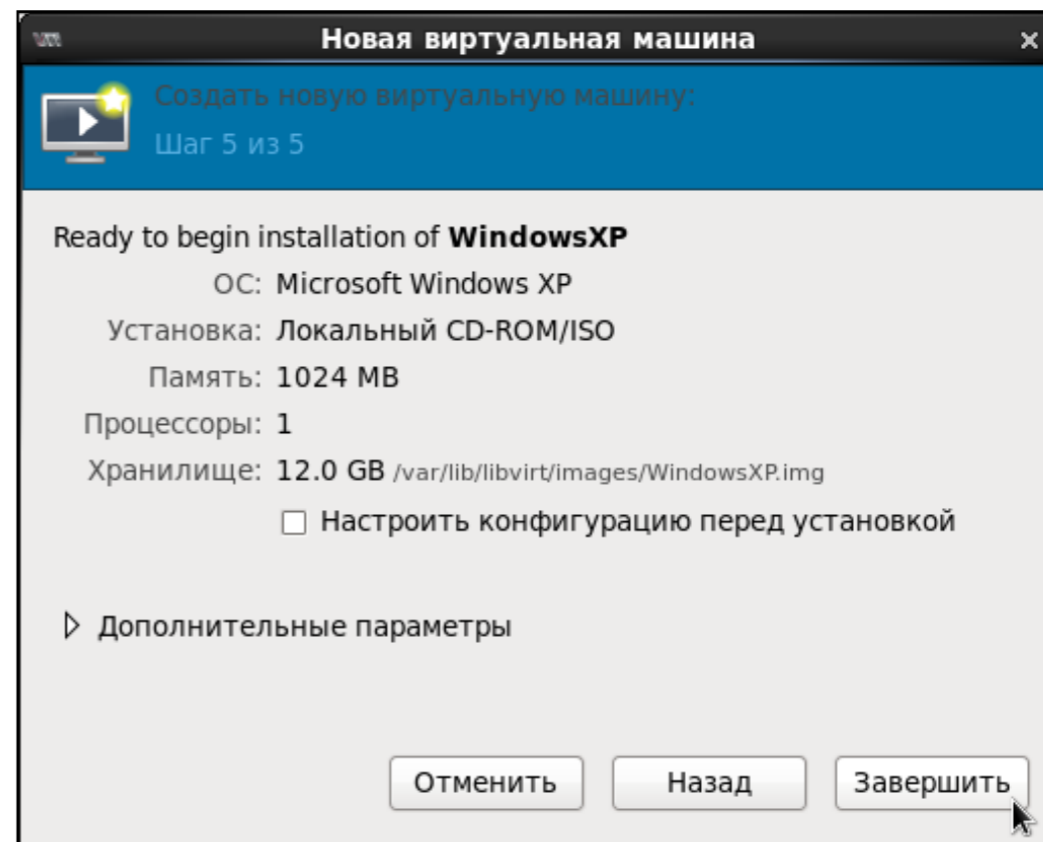 Новая виртуальная машина
Создать новую виртуальную машину:
Шаг 5 из 5
Ready to begin installation of WindowsXP
ОС: Microsoft Windows XP
Установка: Локальный CD-ROM/ISO
Память: 1024 MB
Процессоры: 1
Хранилище: 12.0 GB /var/lib/libvirt/images/WindowsXP.img
Настроить конфигурацию перед установкой
Дополнительные параметры
Отменить Назад Завершить